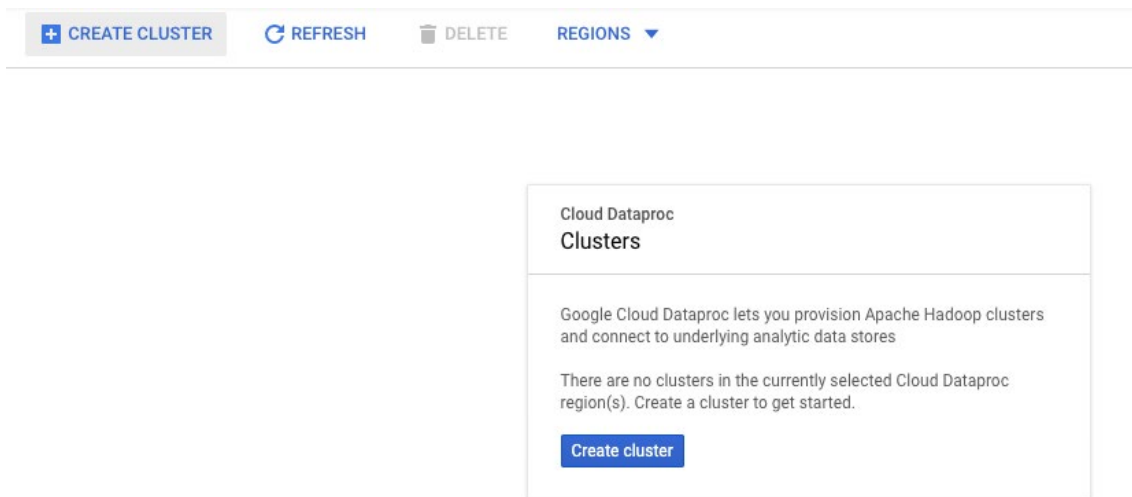 CREATE CLUSTER REFRESH DELETE REGIONS
Cloud Dataproc
Clusters
Google Cloud Dataproc lets you provision Apache Hadoop clusters
and connect to underlying analytic data stores
There are no clusters in the currently selected Cloud Dataproc
region(s). Create a cluster to get started.
Create cluster